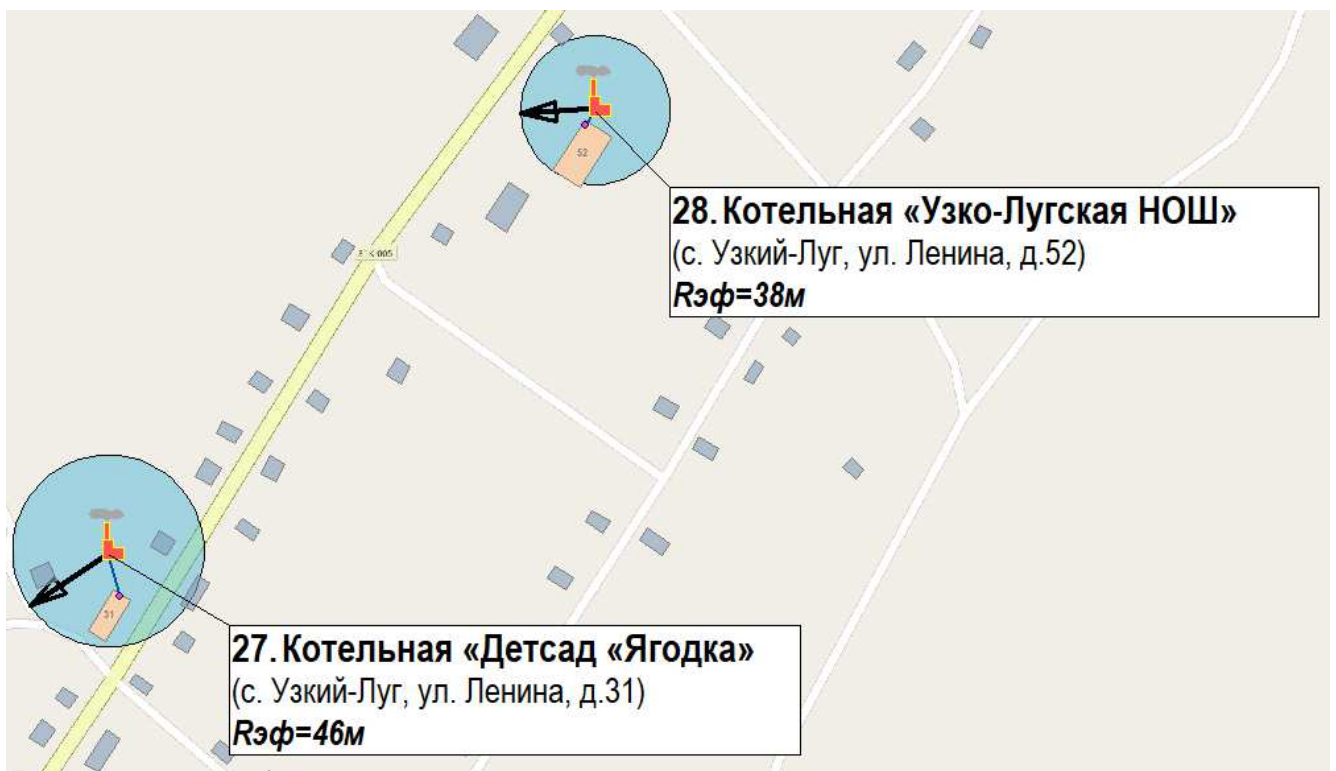 52
28. Котельная «Узко-Лугская НОШ»
(с. Узкий-Луг, ул. Ленина, д.52)
Rэф=38м
31
27. Котельная «Детсад «Ягодка»
(с. Узкий-Луг, ул. Ленина, д.31)
Rэф=46м